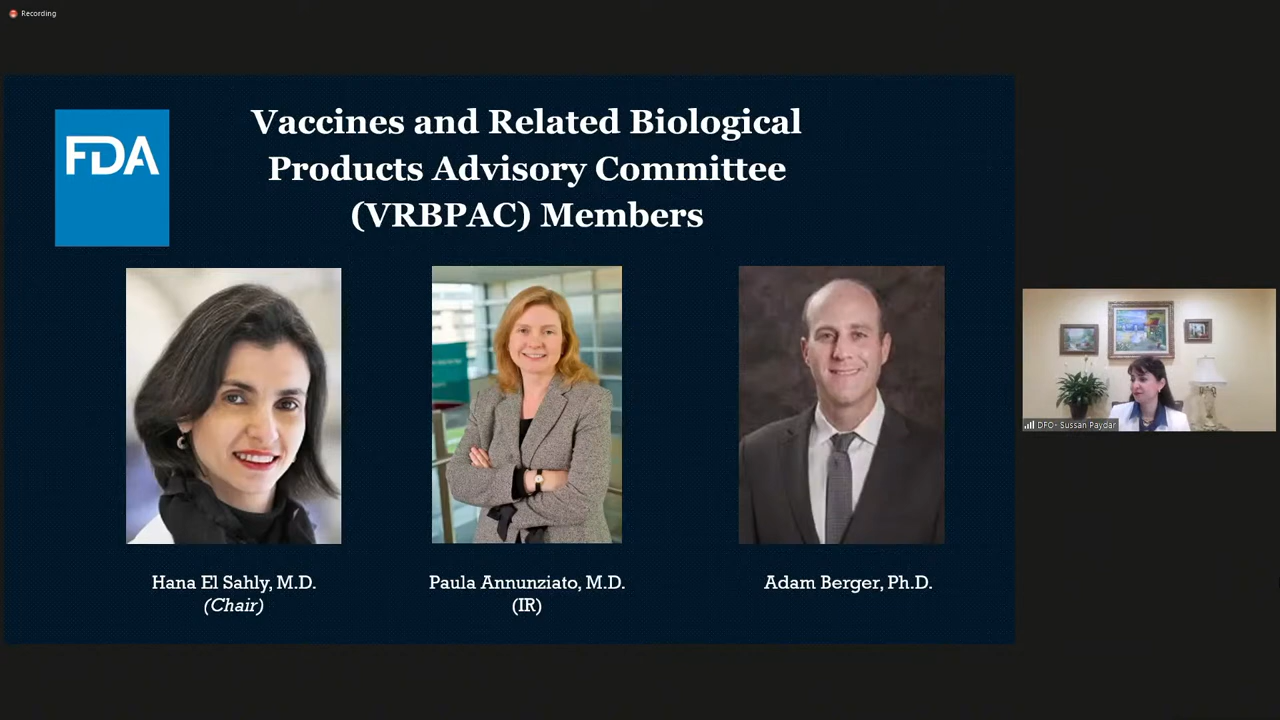 Recording
FDA
Vaccines and Related Biological
Products Advisory Committee
(VRBPAC) Members
Hana El Sahly, M.D.
(Chair)
Paula Annunziato, M.D.
(IR)
Adam Berger, Ph.D.
DFO- Sussan Paydar